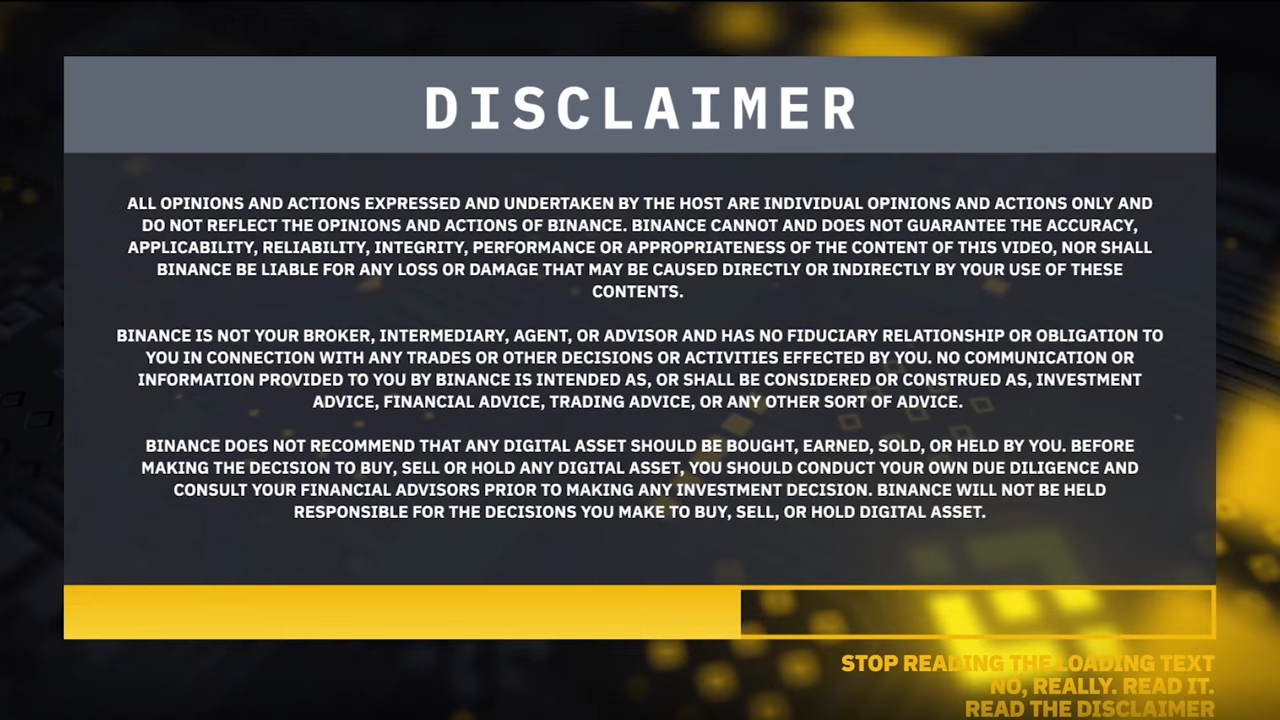 DISCLAIMER
ALL OPINIONS AND ACTIONS EXPRESSED AND UNDERTAKEN BY THE HOST ARE INDIVIDUAL OPINIONS AND ACTIONS ONLY AND
DO NOT REFLECT THE OPINIONS AND ACTIONS OF BINANCE. BINANCE CANNOT AND DOES NOT GUARANTEE THE ACCURACY,
APPLICABILITY, RELIABILITY, INTEGRITY, PERFORMANCE OR APPROPRIATENESS OF THE CONTENT OF THIS VIDEO, NOR SHALL
BINANCE BE LIABLE FOR ANY LOSS OR DAMAGE THAT MAY BE CAUSED DIRECTLY OR INDIRECTLY BY YOUR USE OF THESE
CONTENTS.
BINANCE IS NOT YOUR BROKER, INTERMEDIARY, AGENT, OR ADVISOR AND HAS NO FIDUCIARY RELATIONSHIP OR OBLIGATION TO
YOU IN CONNECTION WITH ANY TRADES OR OTHER DECISIONS OR ACTIVITIES EFFECTED BY YOU. NO COMMUNICATION OR
INFORMATION PROVIDED TO YOU BY BINANCE IS INTENDED AS, OR SHALL BE CONSIDERED OR CONSTRUED AS, INVESTMENT
ADVICE, FINANCIAL ADVICE, TRADING ADVICE, OR ANY OTHER SORT OF ADVICE.
BINANCE DOES NOT RECOMMEND THAT ANY DIGITAL ASSET SHOULD BE BOUGHT, EARNED, SOLD, OR HELD BY YOU. BEFORE
MAKING THE DECISION TO BUY, SELL OR HOLD ANY DIGITAL ASSET, YOU SHOULD CONDUCT YOUR OWN DUE DILIGENCE AND
CONSULT YOUR FINANCIAL ADVISORS PRIOR TO MAKING ANY INVESTMENT DECISION. BINANCE WILL NOT BE HELD
RESPONSIBLE FOR THE DECISIONS YOU MAKE TO BUY, SELL, OR HOLD DIGITAL ASSET.
STOP READING THE LOADING TEXT
NO, REALLY. READ IT.
READ THE DISCLAIMER